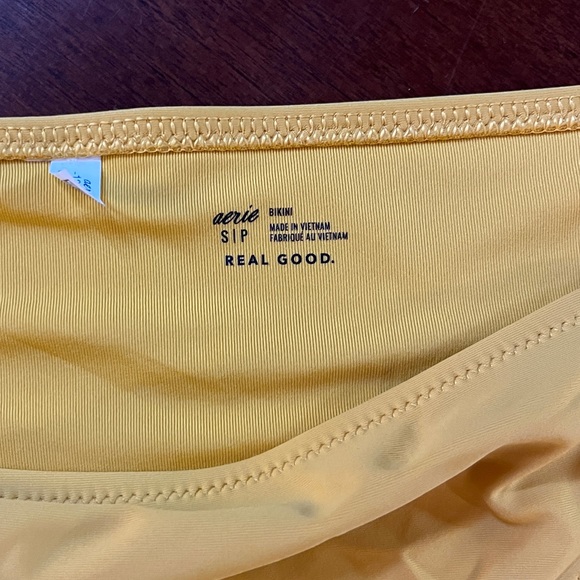 aerie BIKINI
S|P MADE IN VIETNAM
FABRIQUÉ AU VIETNAM
REAL GOOD.